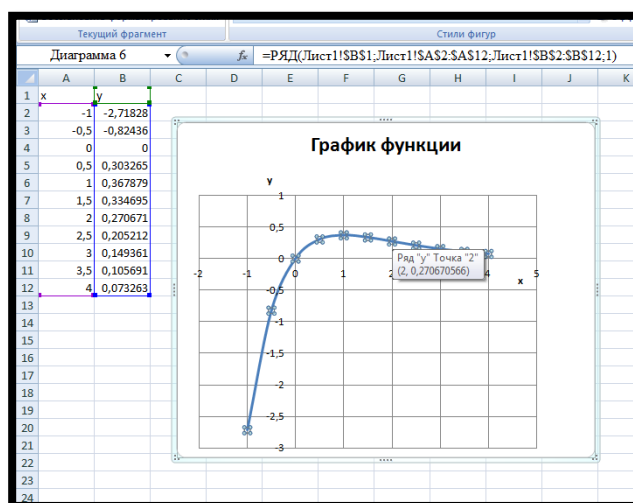 Текущий фрагмент
Стили фигур
Диаграмма 6
fx
=РЯД(Лист1!$B$1;Лист1!$A$2:$A$12;Лист1!$B$2:$B$12;1)
A B C D E F G H I J K
1 x y
2 -1 -2,71828
3 -0,5 -0,82436
4 0 0
5 0,5 0,303265
6 1 0,367879
7 1,5 0,334695
8 2 0,270671
9 2,5 0,205212
10 3 0,149361
11 3,5 0,105691
12 4 0,073263
13
14
15
16
17
18
19
20
21
22
23
24
График функции
y
1
0,5
0
-0,5
-1
-1,5
-2
-2,5
-3
-2 -1 0 1 2 3 4 5
x
Ряд "y" Точка "2"
(2, 0,270670566)